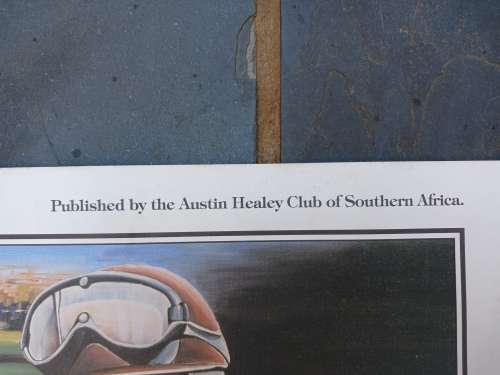 Published by the Austin Healey Club of Southern Africa.